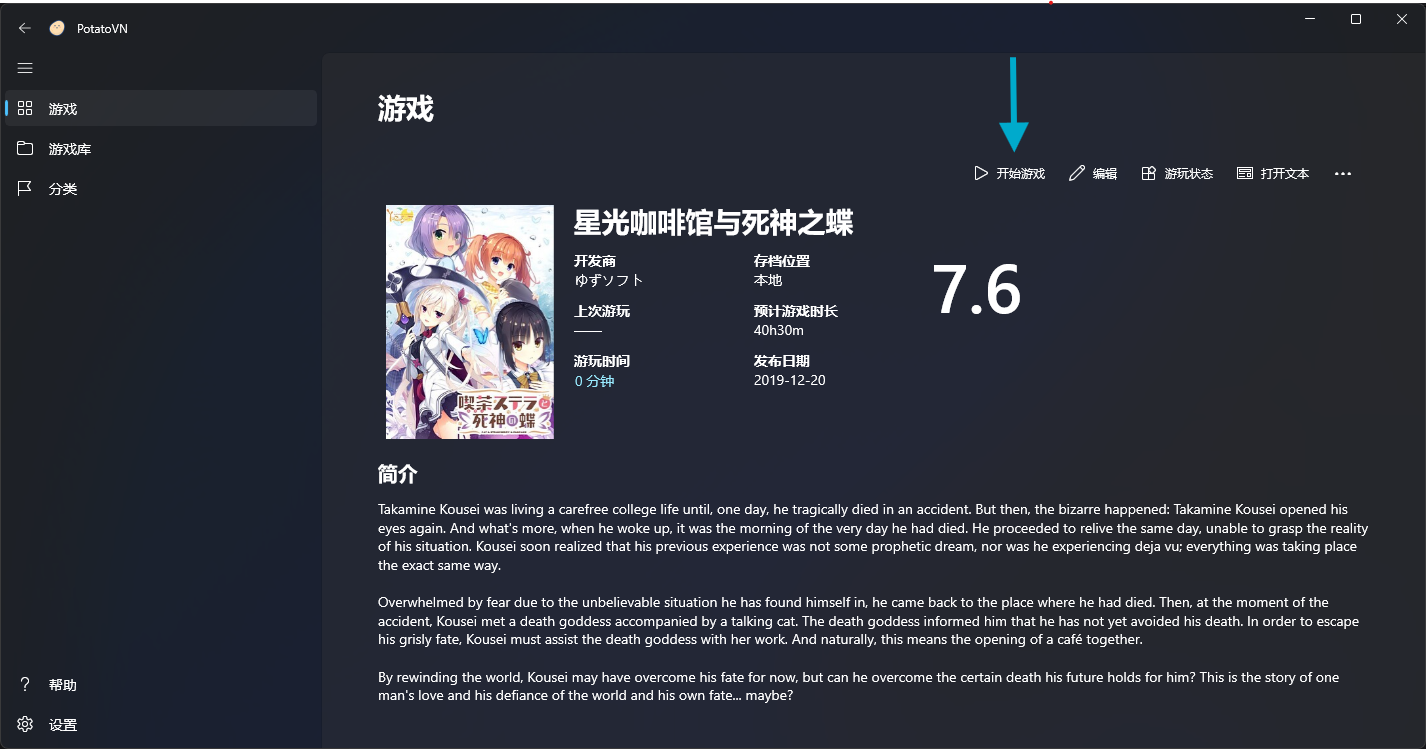 PotatoVN
游戏
游戏库
分类
帮助
设置
游戏
开始游戏
编辑
游玩状态
打开文本
喫茶ステラと
死神の蝶
星光咖啡馆与死神之蝶
开发商
ゆずソフト
存档位置
本地
上次游玩
——
预计游戏时长
40h30m
游玩时间
0 分钟
发布日期
2019-12-20
7.6
简介
Takamine Kousei was living a carefree college life until, one day, he tragically died in an accident. But then, the bizarre happened: Takamine Kousei opened his
eyes again. And what's more, when he woke up, it was the morning of the very day he had died. He proceeded to relive the same day, unable to grasp the reality
of his situation. Kousei soon realized that his previous experience was not some prophetic dream, nor was he experiencing deja vu; everything was taking place
the exact same way.
Overwhelmed by fear due to the unbelievable situation he has found himself in, he came back to the place where he had died. Then, at the moment of the
accident, Kousei met a death goddess accompanied by a talking cat. The death goddess informed him that he has not yet avoided his death. In order to escape
his grisly fate, Kousei must assist the death goddess with her work. And naturally, this means the opening of a café together.
By rewinding the world, Kousei may have overcome his fate for now, but can he overcome the certain death his future holds for him? This is the story of one
man's love and his defiance of the world and his own fate... maybe?